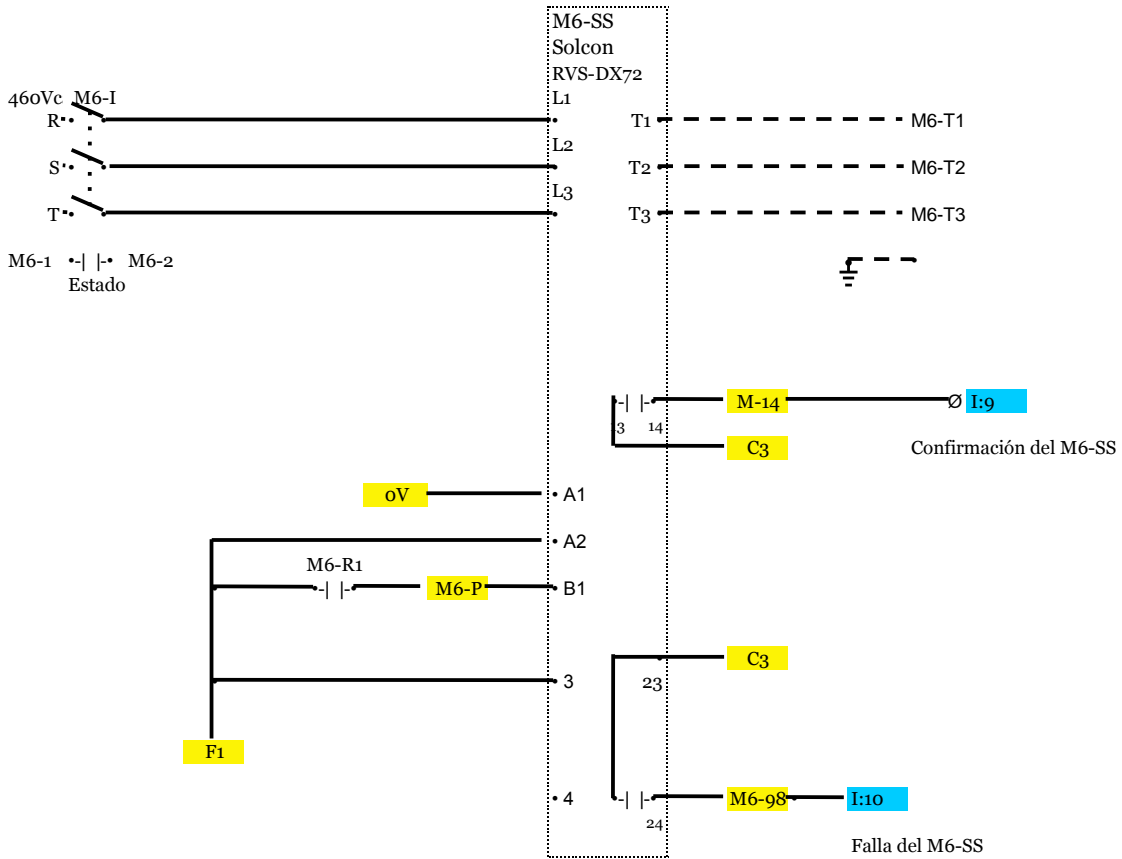 M6-SS
Solcon
RVS-DX72
460Vc M6-I
L1
R
T1
M6-T1
L2
S
T2
M6-T2
L3
T
T3
M6-T3
M6-1 M6-2
Estado
M-14
I:9
3 14
C3
Confirmación del M6-SS
0V
A1
A2
M6-R1
M6-P
B1
C3
3
23
F1
4
M6-98
I:10
24
Falla del M6-SS